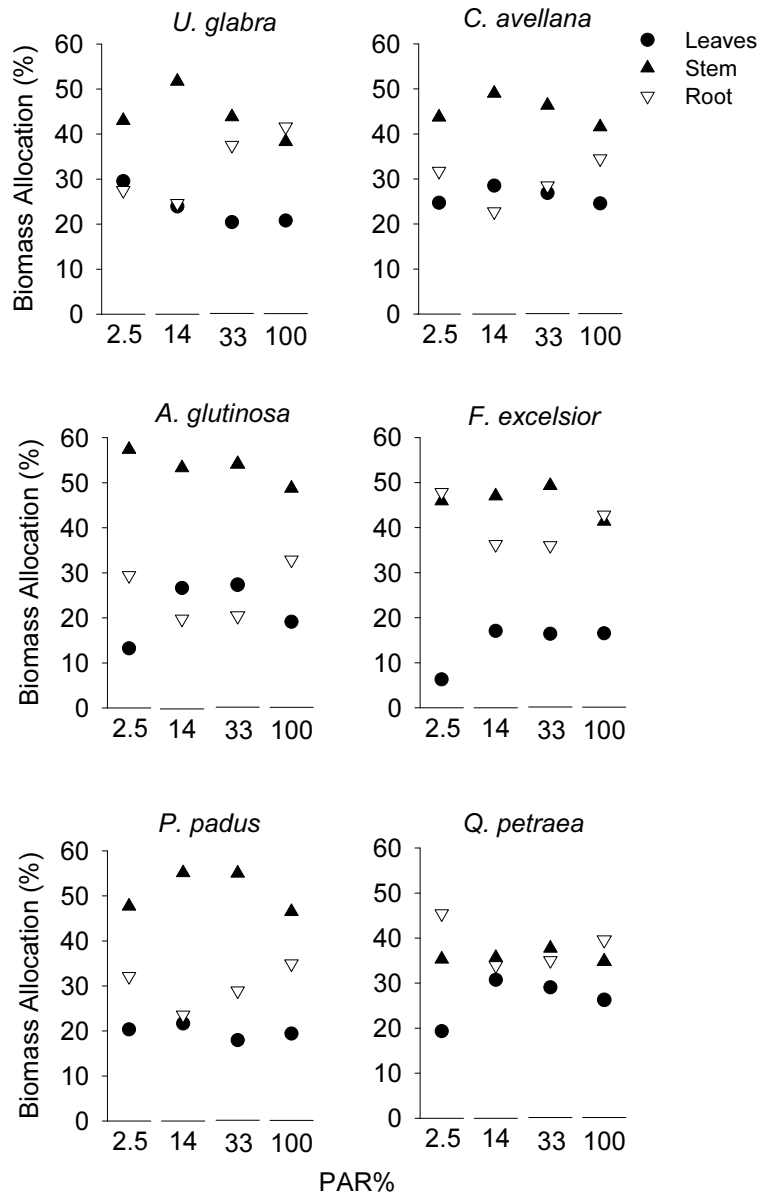 U. glabra
C. avellana
Leaves
Stem
Root
Biomass Allocation (%)
60
50
40
30
20
10
0
2.5 14 33 100
60
50
40
30
20
10
0
2.5 14 33 100
A. glutinosa
F. excelsior
Biomass Allocation (%)
60
50
40
30
20
10
0
2.5 14 33 100
60
50
40
30
20
10
0
2.5 14 33 100
P. padus
Q. petraea
Biomass Allocation (%)
60
50
40
30
20
10
0
2.5 14 33 100
60
50
40
30
20
10
0
2.5 14 33 100
PAR%